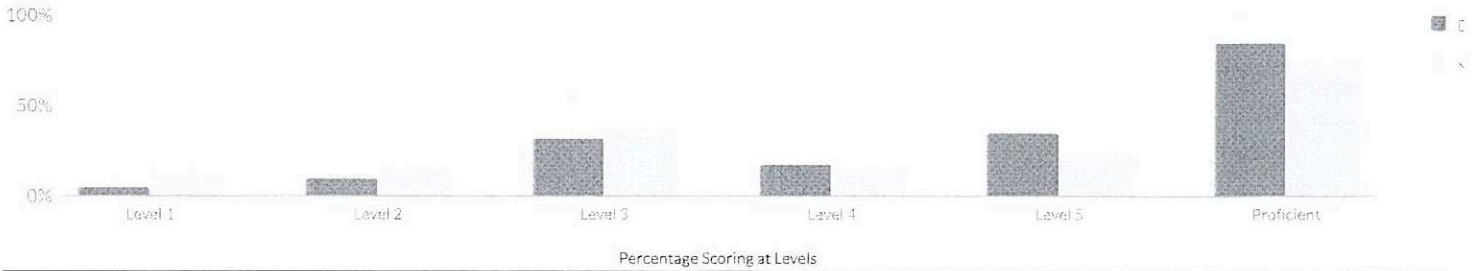 100%
50%
0%
Level 1 Level 2 Level 3 Level 4 Level 5 Proficient
Percentage Scoring at Levels